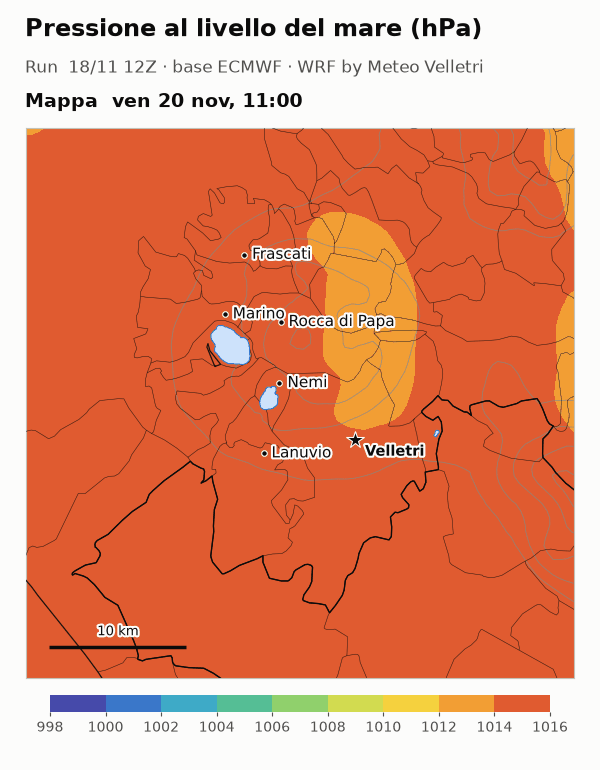 Pressione al livello del mare (hPa)
Run  18/11 12Z · base ECMWF · WRF by Meteo Velletri
Mappa  ven 20 nov, 11:00
Frascati
Marino
Rocca di Papa
Nemi
Velletri
Lanuvio
10 km
998 1000 1002 1004 1006 1008 1010 1012 1014 1016